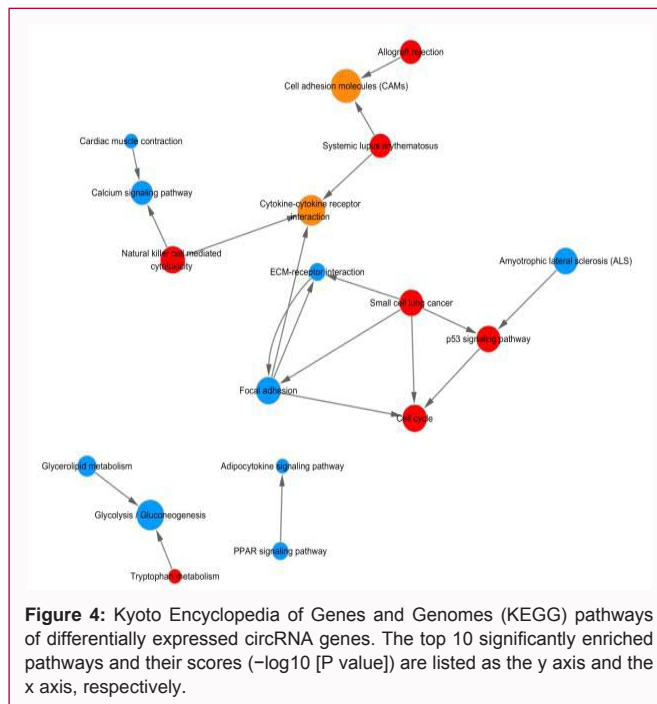 Allograft rejection
Cell adhesion molecules (CAMs)
Cardiac muscle contraction
Systemic lupus erythematosus
Calcium signaling pathway
Cytokine-cytokine receptor
interaction
Natural killer cell mediated
cytotoxicity
ECM-receptor interaction
Amyotrophic lateral sclerosis (ALS)
Small cell lung cancer
p53 signaling pathway
Focal adhesion
Cell cycle
Glycerolipid metabolism
Adipocytokine signaling pathway
Glycolysis / Gluconeogenesis
PPAR signaling pathway
Tryptophan metabolism
Figure 4: Kyoto Encyclopedia of Genes and Genomes (KEGG) pathways
of differentially expressed circRNA genes. The top 10 significantly enriched
pathways and their scores (−log10 [P value]) are listed as the y axis and the
x axis, respectively.